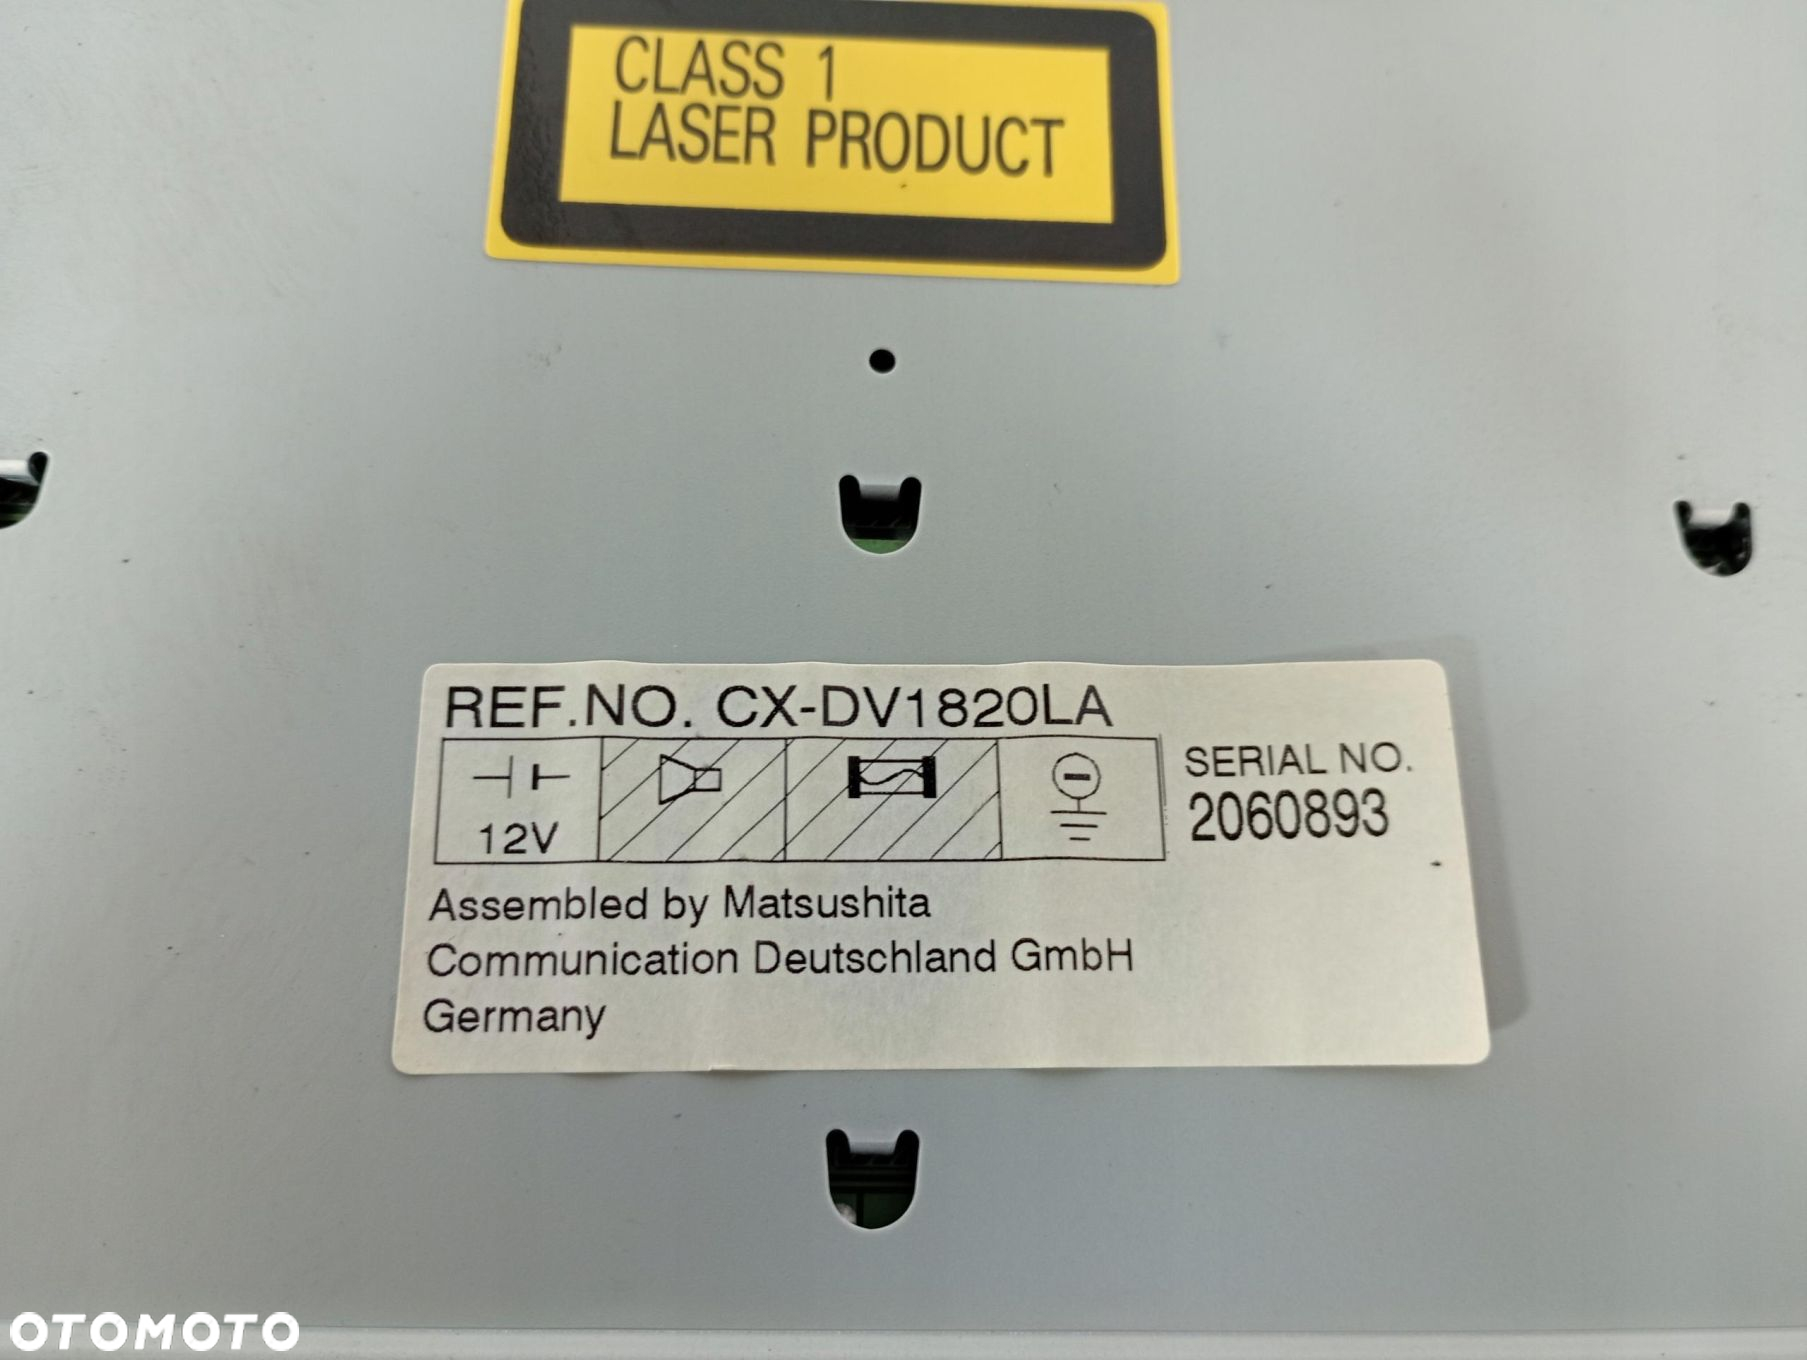 CLASS 1
LASER PRODUCT
REF.NO. CX-DV1820LA
12V
SERIAL NO.
2060893
Assembled by Matsushita
Communication Deutschland GmbH
Germany
OTOMOTO